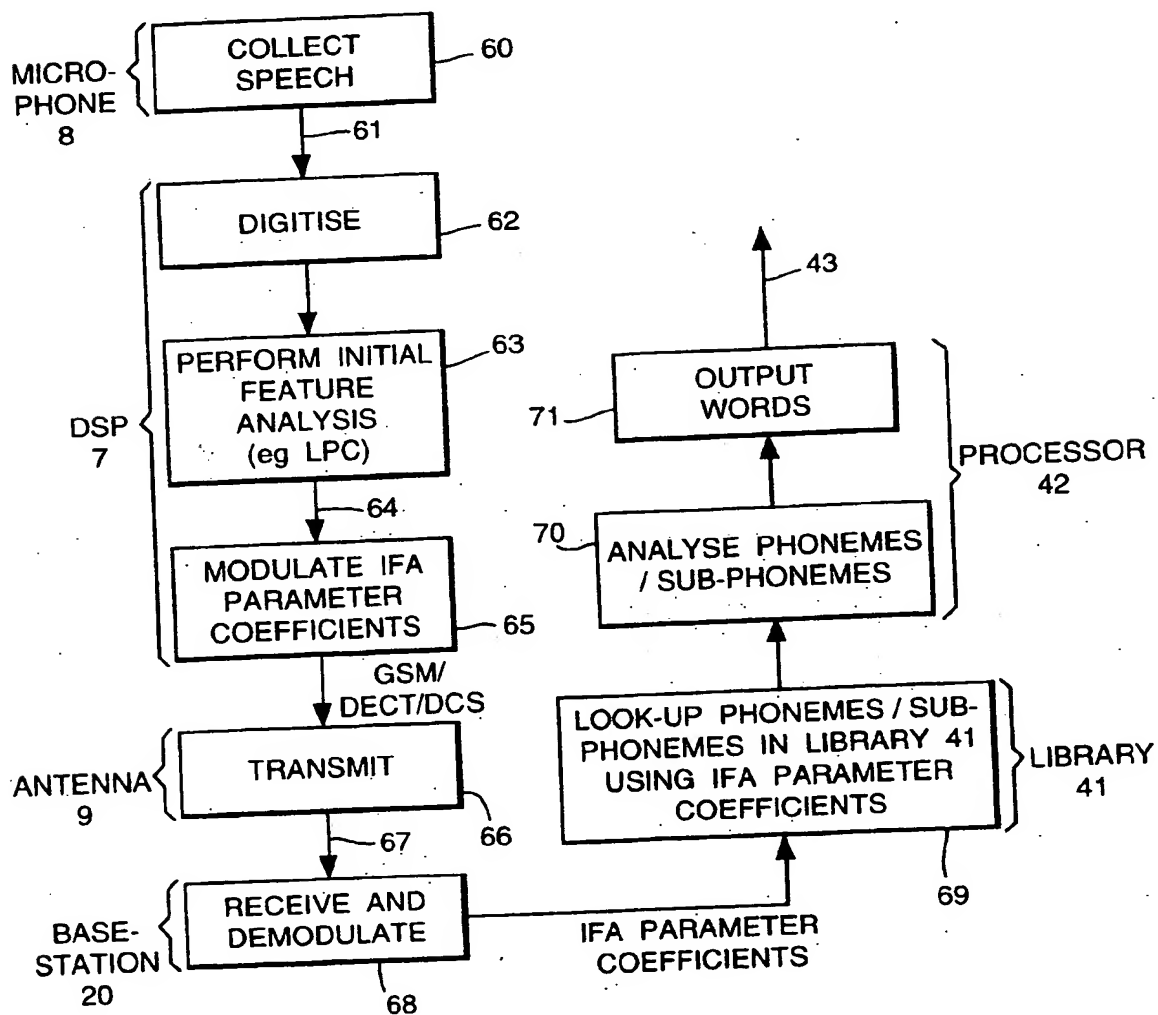 MICRO-
PHONE
8
COLLECT
SPEECH
60
61
DSP
7
DIGITISE
62
PERFORM INITIAL
FEATURE
ANALYSIS
(eg LPC)
63
64
MODULATE IFA
PARAMETER
COEFFICIENTS
65
GSM/
DECT/DCS
ANTENNA
9
TRANSMIT
66
67
BASE-
STATION
20
RECEIVE AND
DEMODULATE
68
IFA PARAMETER
COEFFICIENTS
LOOK-UP PHONEMES / SUB-
PHONEMES IN LIBRARY 41
USING IFA PARAMETER
COEFFICIENTS
69
LIBRARY
41
70
ANALYSE PHONEMES
/ SUB-PHONEMES
PROCESSOR
42
71
OUTPUT
WORDS
43